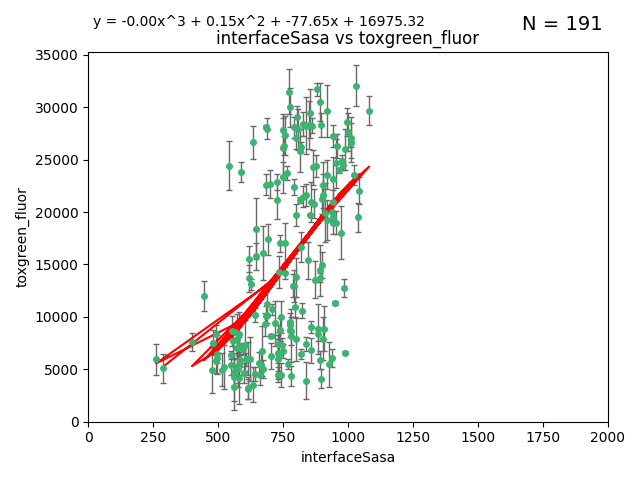 y = -0.00x^3 + 0.15x^2 + -77.65x + 16975.32
N = 191
interfaceSasa vs toxgreen_fluor
35000
30000
25000
20000
15000
10000
5000
0
toxgreen_fluor
0 250 500 750 1000 1250 1500 1750 2000
interfaceSasa